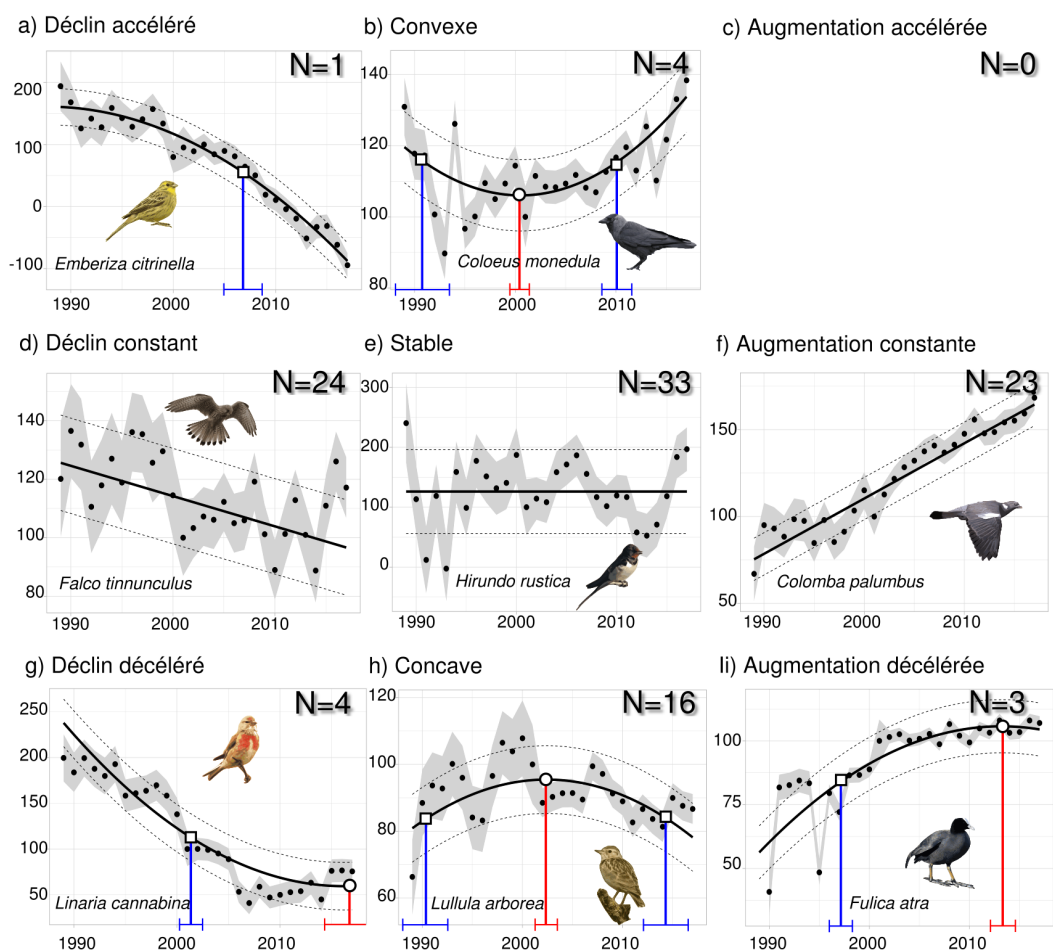 a) Déclin accéléré
N=1
200
100
0
-100
Emberiza citrinella
1990
2000
2010
b) Convexe
N=4
140
120
100
80
Coloeus monedula
1990
2000
2010
c) Augmentation accélérée
N=0
d) Déclin constant
N=24
140
120
100
80
Falco tinnunculus
1990
2000
2010
e) Stable
N=33
300
200
100
0
Hirundo rustica
1990
2000
2010
f) Augmentation constante
N=23
150
100
50
Colomba palumbus
1990
2000
2010
g) Déclin décéléré
N=4
250
200
150
100
50
Linaria cannabina
1990
2000
2010
h) Concave
N=16
120
100
80
60
Lullula arborea
1990
2000
2010
Ii) Augmentation décélérée
N=3
100
75
50
Fulica atra
1990
2000
2010